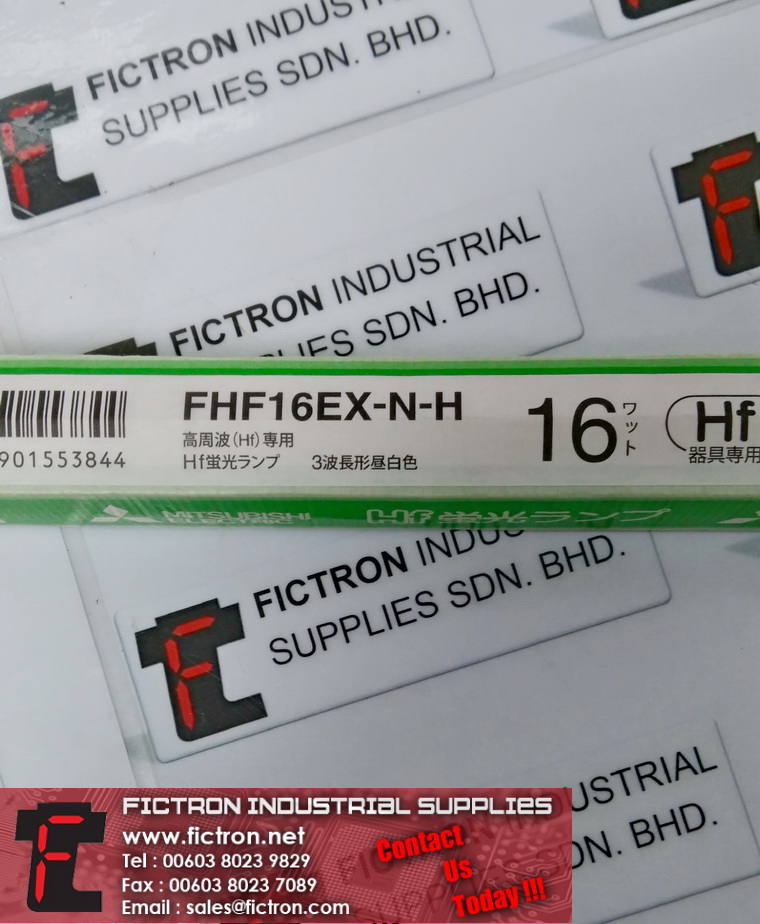 FICTRON INDUSTRI
SUPPLIES SDN. BHD.
FICTRON INDUSTRIAL
SUPPLIES SDN. BHD.
FHF16EX-N-H
16
ワット
Hf
高周波(Hf)専用
Hf蛍光ランプ 3波長形昼白色
器具専用
901553844
MITSUBISHI
Hf蛍光ランプ
FICTRON INDUS
SUPPLIES SDN. BHD.
USTRIAL
DN. BHD.
FICTRON INDUSTRIAL SUPPLIES
www.fictron.net
Tel : 00603 8023 9829
Fax : 00603 8023 7089
Email : sales@fictron.com
Contact
Us
Today !!!